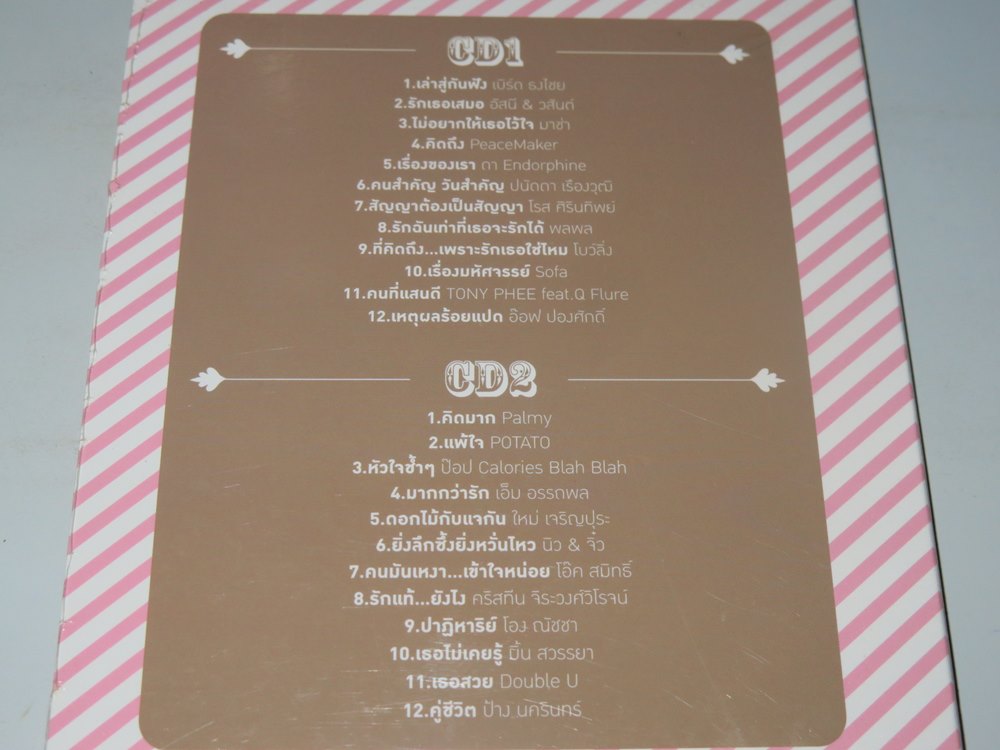 CD1
1.เล่าสู่กันฟัง เบิร์ด ธงไชย
2.รักเธอเสมอ อัสนี & วสันต์
3.ไม่อยากให้เธอไว้ใจ มาช่า
4.คิดถึง PeaceMaker
5.เรื่องของเรา ดา Endorphine
6.คนสำคัญ วันสำคัญ ปนัดดา เรืองวุฒิ
7.สัญญาต้องเป็นสัญญา โรส ศิรินทิพย์
8.รักฉันเท่าที่เธอจะรักได้ พลพล
9.ที่คิดถึง...เพราะรักเธอใช่ไหม โบว์ลิ่ง
10.เรื่องมหัศจรรย์ Sofa
11.คนที่แสนดี TONY PHEE feat.Q Flure
12.เหตุผลร้อยแปด อ๊อฟ ปองศักดิ์
CD2
1.คิดมาก Palmy
2.แพ้ใจ POTATO
3.หัวใจช้ำๆ ป๊อป Calories Blah Blah
4.มากกว่ารัก เอ็ม อรรถพล
5.ดอกไม้กับแจกัน ใหม่ เจริญปุระ
6.ยิ่งลึกซึ้งยิ่งหวั่นไหว นิว & จิ๋ว
7.คนมันเหงา...เข้าใจหน่อย โอ๊ค สมิทธิ์
8.รักแท้...ยังไง คริสทีน จิระวงศ์วิโรจน์
9.ปาฏิหาริย์ โอง ณัชชา
10.เธอไม่เคยรู้ มิ้น สวรรยา
11.เธอสวย Double U
12.คู่ชีวิต ป้าง นครินทร์